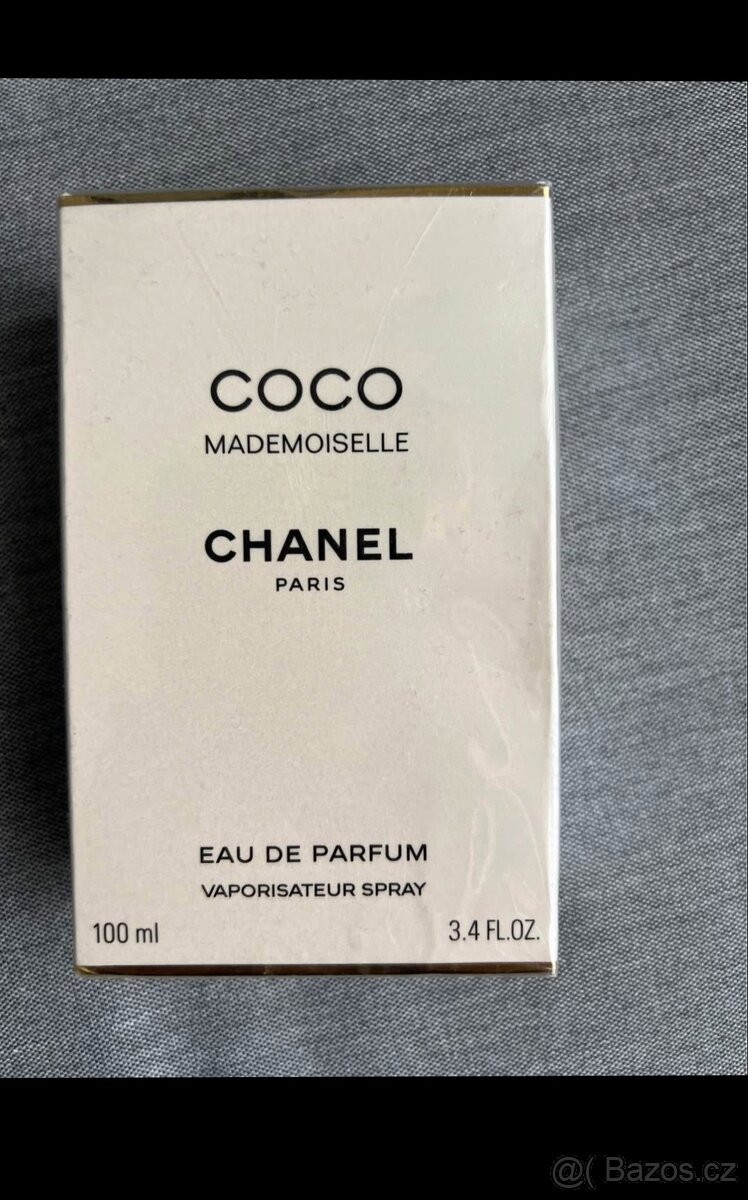 COCO
MADEMOISELLE
CHANEL
PARIS
EAU DE PARFUM
VAPORISATEUR SPRAY
100 ml
3.4 FL.OZ.
@( Bazos.cz